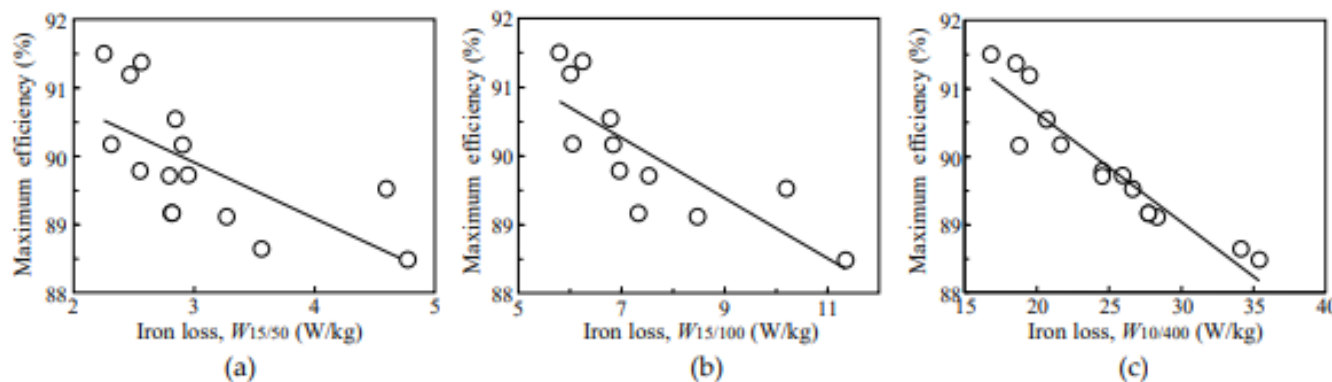 Maximum efficiency (%)
92
91
90
89
88
2 3 4 5
Iron loss, W15/50 (W/kg)
(a)
Maximum efficiency (%)
92
91
90
89
88
5 7 9 11
Iron loss, W15/100 (W/kg)
(b)
Maximum efficiency (%)
92
91
90
89
88
15 20 25 30 35 40
Iron loss, W10/400 (W/kg)
(c)